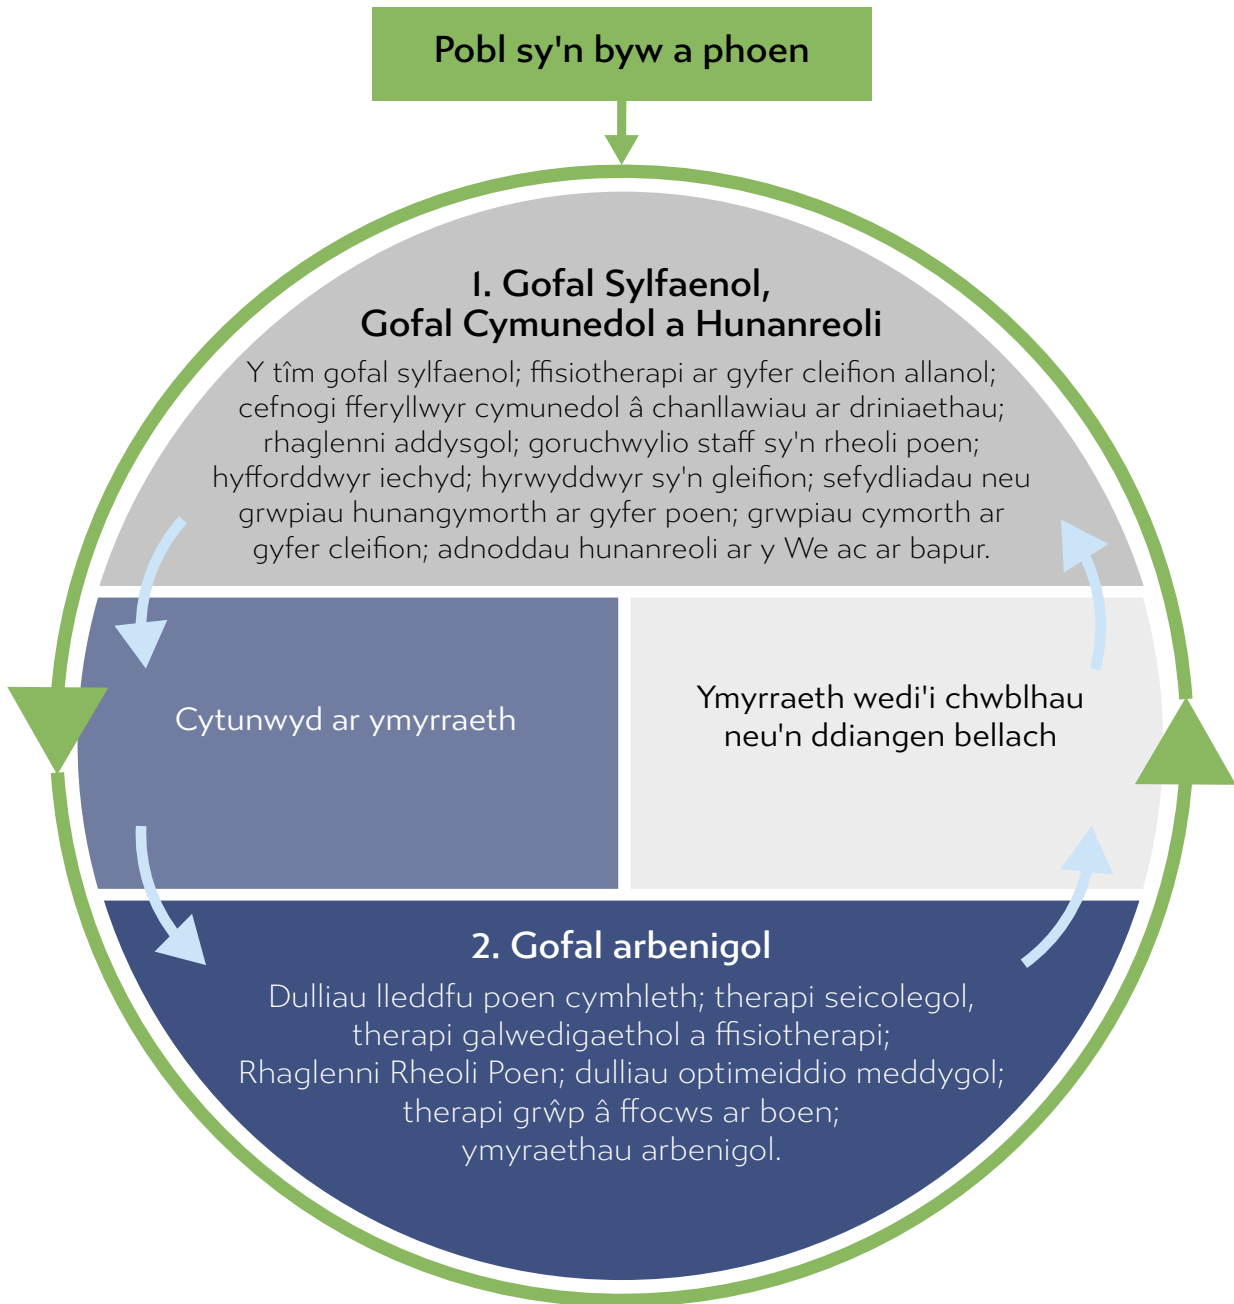 Pobl sy'n byw a phoen
1. Gofal Sylfaenol,
Gofal Cymunedol a Hunanreoli
Y tîm gofal sylfaenol; ffisiotherapi ar gyfer cleifion allanol;
cefnogi fferyllwyr cymunedol â chanllawiau ar driniaethau;
rhaglenni addysgol; goruchwylio staff sy'n rheoli poen;
hyfforddwyr iechyd; hyrwyddwyr sy'n gleifion; sefydliadau neu
grwpiau hunangymorth ar gyfer poen; grwpiau cymorth ar
gyfer cleifion; adnoddau hunanreoli ar y We ac ar bapur.
Cytunwyd ar ymyrraeth
Ymyrraeth wedi'i chwblhau
neu'n ddiangen bellach
2. Gofal arbenigol
Dulliau lleddfu poen cymhleth; therapi seicolegol,
therapi galwedigaethol a ffisiotherapi;
Rhaglenni Rheoli Poen; dulliau optimeiddio meddygol;
therapi grŵp â ffocws ar boen;
ymyraethau arbenigol.